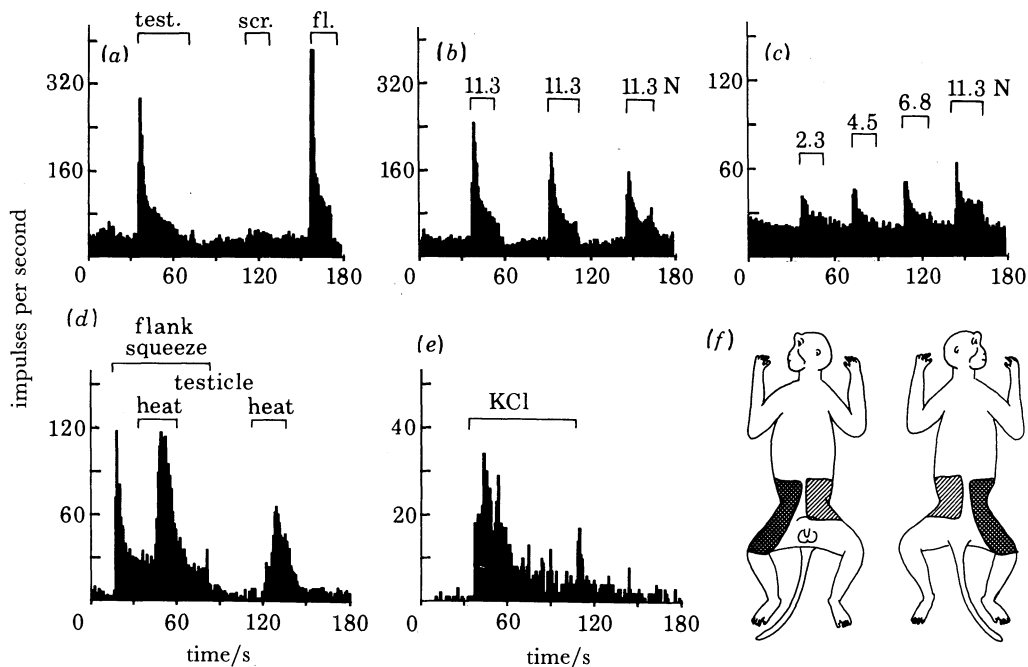 test. scr. fl.
(a)
320
160
0 60 120 180
(b)
320
11.3 11.3 11.3 N
160
0 60 120 180
(c)
120
2.3 4.5 6.8 11.3 N
60
0 60 120 180
impulses per second
(d)
flank
squeeze
testicle
heat heat
120
60
0 60 120 180
time/s
(e)
KCl
40
20
0 60 120 180
time/s
(f)